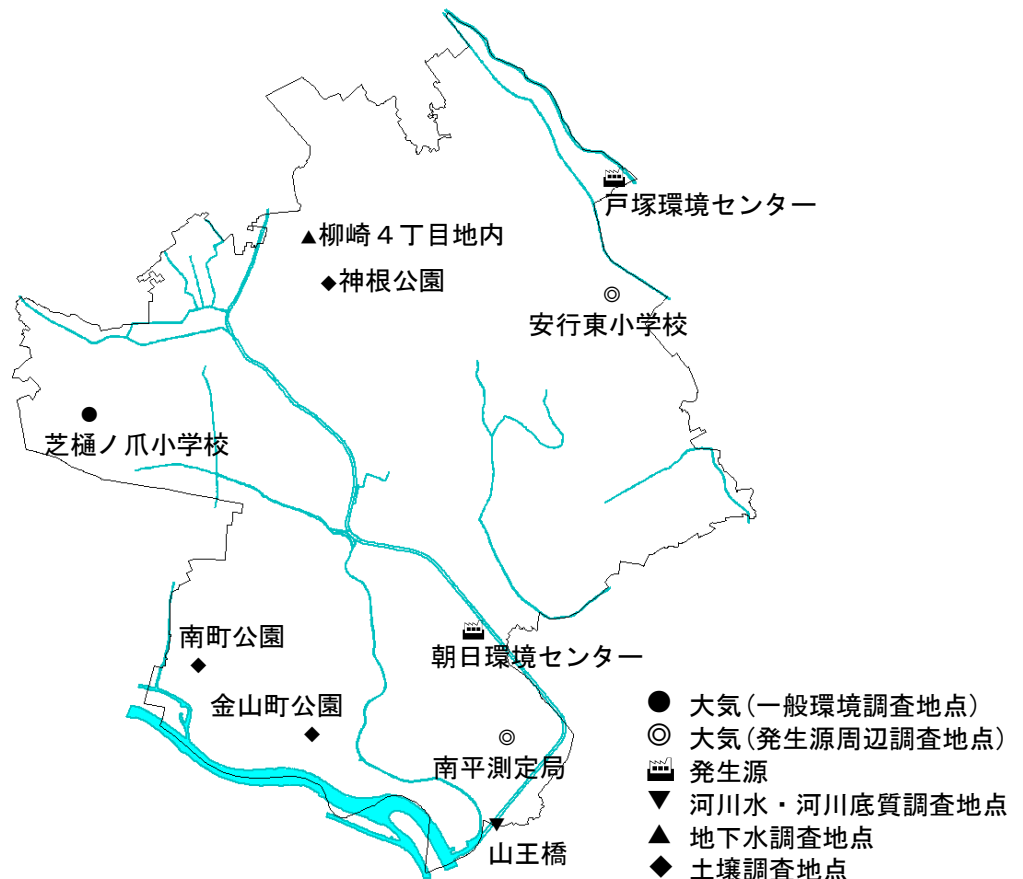 戸塚環境センター
▲柳崎４丁目地内
◆神根公園
◎
安行東小学校
●
芝樋ノ爪小学校
南町公園
◆
朝日環境センター
金山町公園
◆
◎
南平測定局
▼
山王橋
● 大気(一般環境調査地点)
◎ 大気(発生源周辺調査地点)
発生源
▼ 河川水・河川底質調査地点
▲ 地下水調査地点
◆ 土壌調査地点